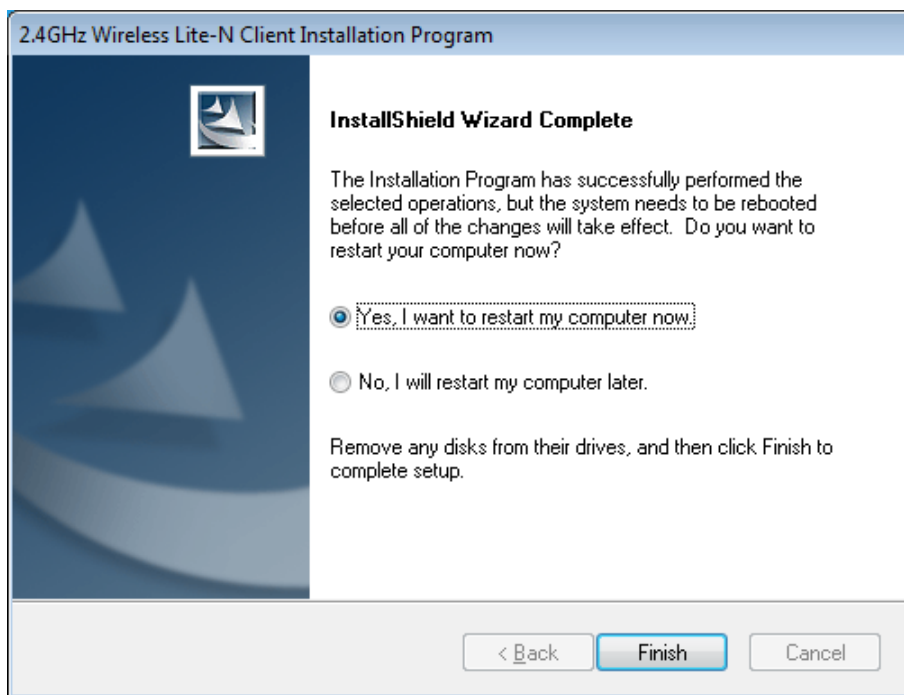 2.4GHz Wireless Lite-N Client Installation Program
InstallShield Wizard Complete
The Installation Program has successfully performed the
selected operations, but the system needs to be rebooted
before all of the changes will take effect.  Do you want to
restart your computer now?
Yes, I want to restart my computer now.
No, I will restart my computer later.
Remove any disks from their drives, and then click Finish to
complete setup.
< Back Finish Cancel